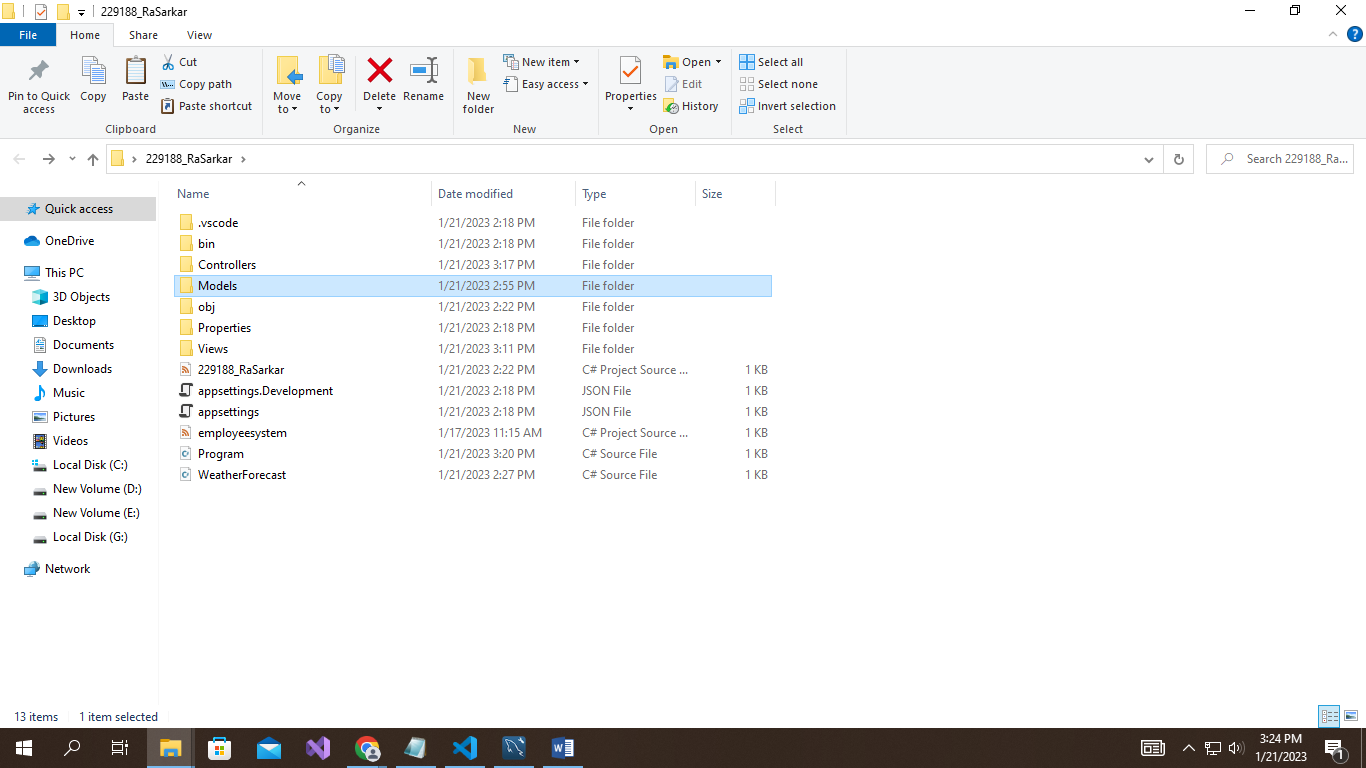 229188_RaSarkar
File Home Share View
Pin to Quick access
Copy
Paste
Cut
Copy path
Paste shortcut
Clipboard
Move to
Copy to
Delete
Rename
Organize
New folder
New item
Easy access
New
Properties
Open
Edit
History
Open
Select all
Select none
Invert selection
Select
229188_RaSarkar
Search 229188_Ra...
Quick access
OneDrive
This PC
3D Objects
Desktop
Documents
Downloads
Music
Pictures
Videos
Local Disk (C:)
New Volume (D:)
New Volume (E:)
Local Disk (G:)
Network
Name Date modified Type Size
.vscode 1/21/2023 2:18 PM File folder
bin 1/21/2023 2:18 PM File folder
Controllers 1/21/2023 3:17 PM File folder
Models 1/21/2023 2:55 PM File folder
obj 1/21/2023 2:22 PM File folder
Properties 1/21/2023 2:18 PM File folder
Views 1/21/2023 3:11 PM File folder
229188_RaSarkar 1/21/2023 2:22 PM C# Project Source ... 1 KB
appsettings.Development 1/21/2023 2:18 PM JSON File 1 KB
appsettings 1/21/2023 2:18 PM JSON File 1 KB
employeesystem 1/17/2023 11:15 AM C# Project Source ... 1 KB
Program 1/21/2023 3:20 PM C# Source File 1 KB
WeatherForecast 1/21/2023 2:27 PM C# Source File 1 KB
13 items 1 item selected
3:24 PM
1/21/2023
1